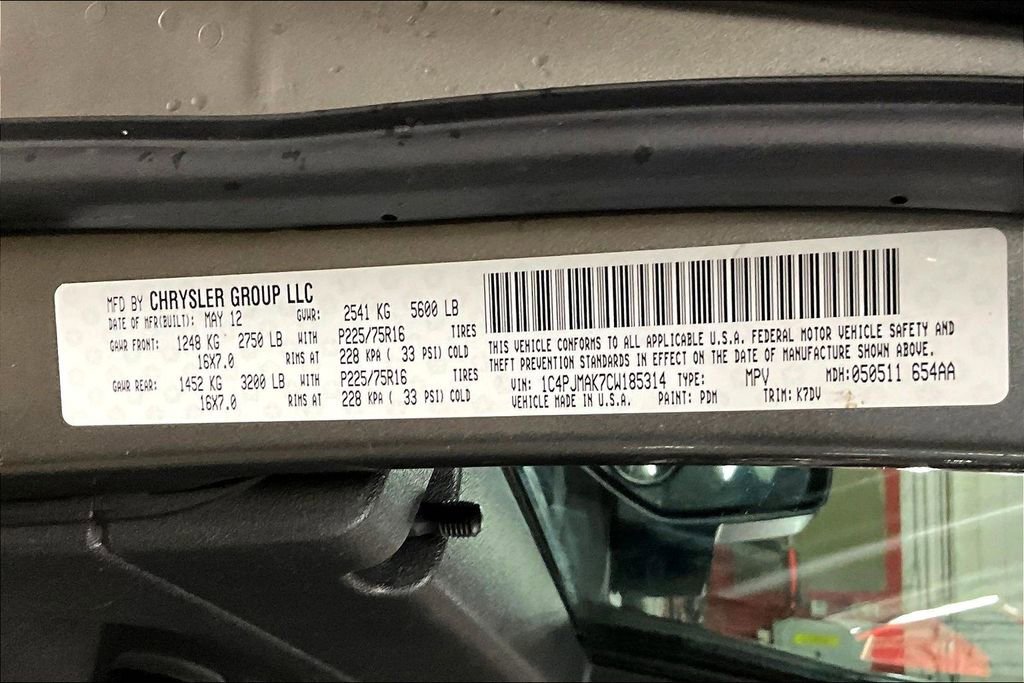 MFD BY CHRYSLER GROUP LLC
DATE OF MFR(BUILT): MAY 12 GVWR: 2541 KG 5600 LB
GAWR FRONT: 1248 KG 2750 LB WITH P225/75R16 TIRES
16X7.0 RIMS AT 228 KPA ( 33 PSI) COLD
GAWR REAR: 1452 KG 3200 LB WITH P225/75R16 TIRES
16X7.0 RIMS AT 228 KPA ( 33 PSI) COLD
THIS VEHICLE CONFORMS TO ALL APPLICABLE U.S.A. FEDERAL MOTOR VEHICLE SAFETY AND
THEFT PREVENTION STANDARDS IN EFFECT ON THE DATE OF MANUFACTURE SHOWN ABOVE.
VIN: 1C4PJMAK7CW185314 TYPE: MPV MDH:050511 654AA
VEHICLE MADE IN U.S.A. PAINT: PDM TRIM: K7DV